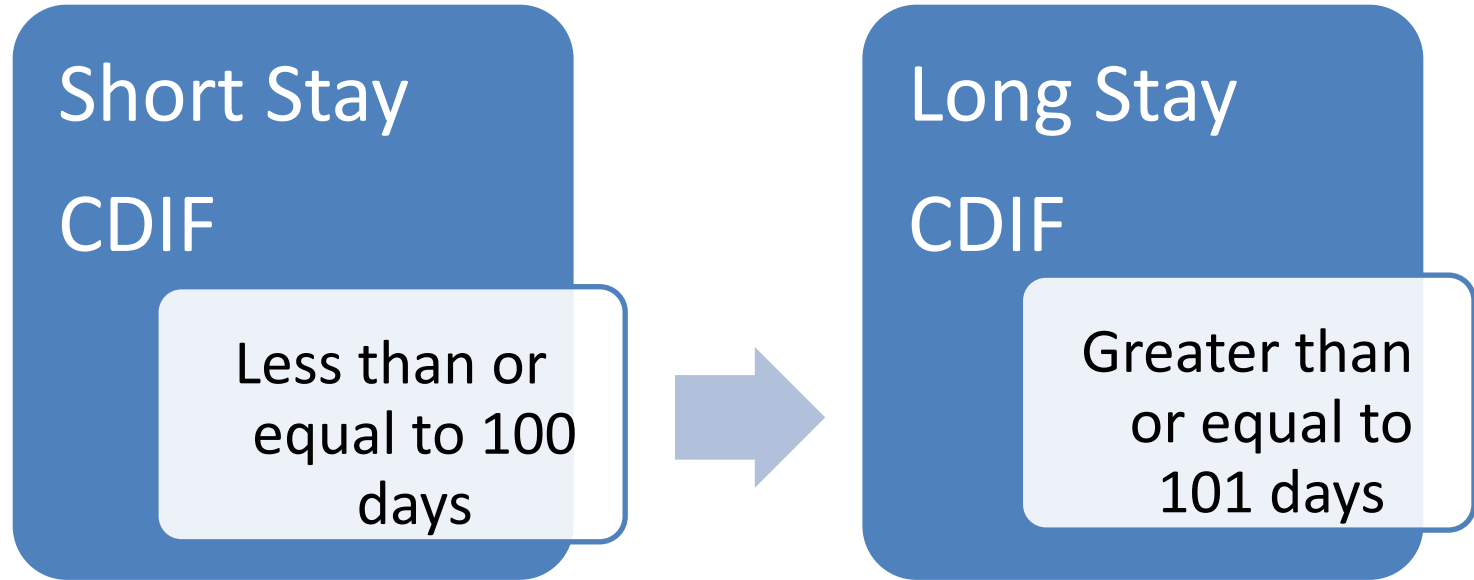 Short Stay
CDIF
Less than or
equal to 100
days
Long Stay
CDIF
Greater than
or equal to
101 days